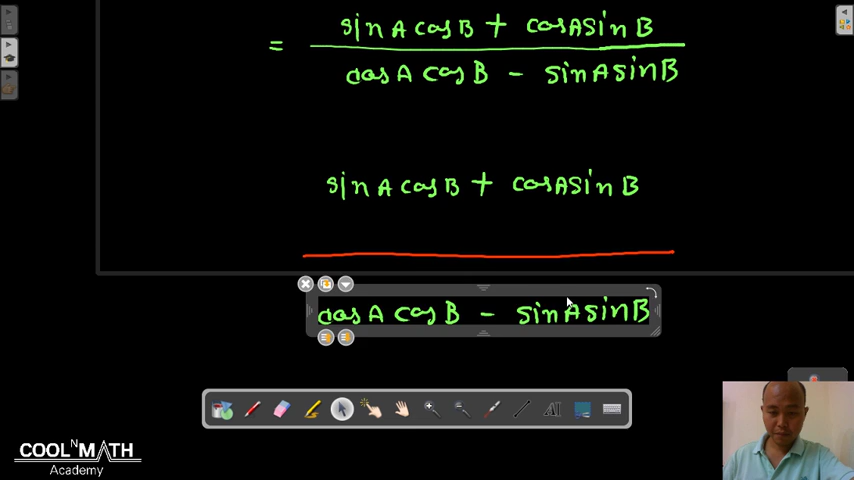 sin A cos B + cos A sin B
=
cos A cos B - sin A sin B
sin A cos B + cos A sin B
cos A cos B - sin A sin B
AI
COOL N MATH
Academy